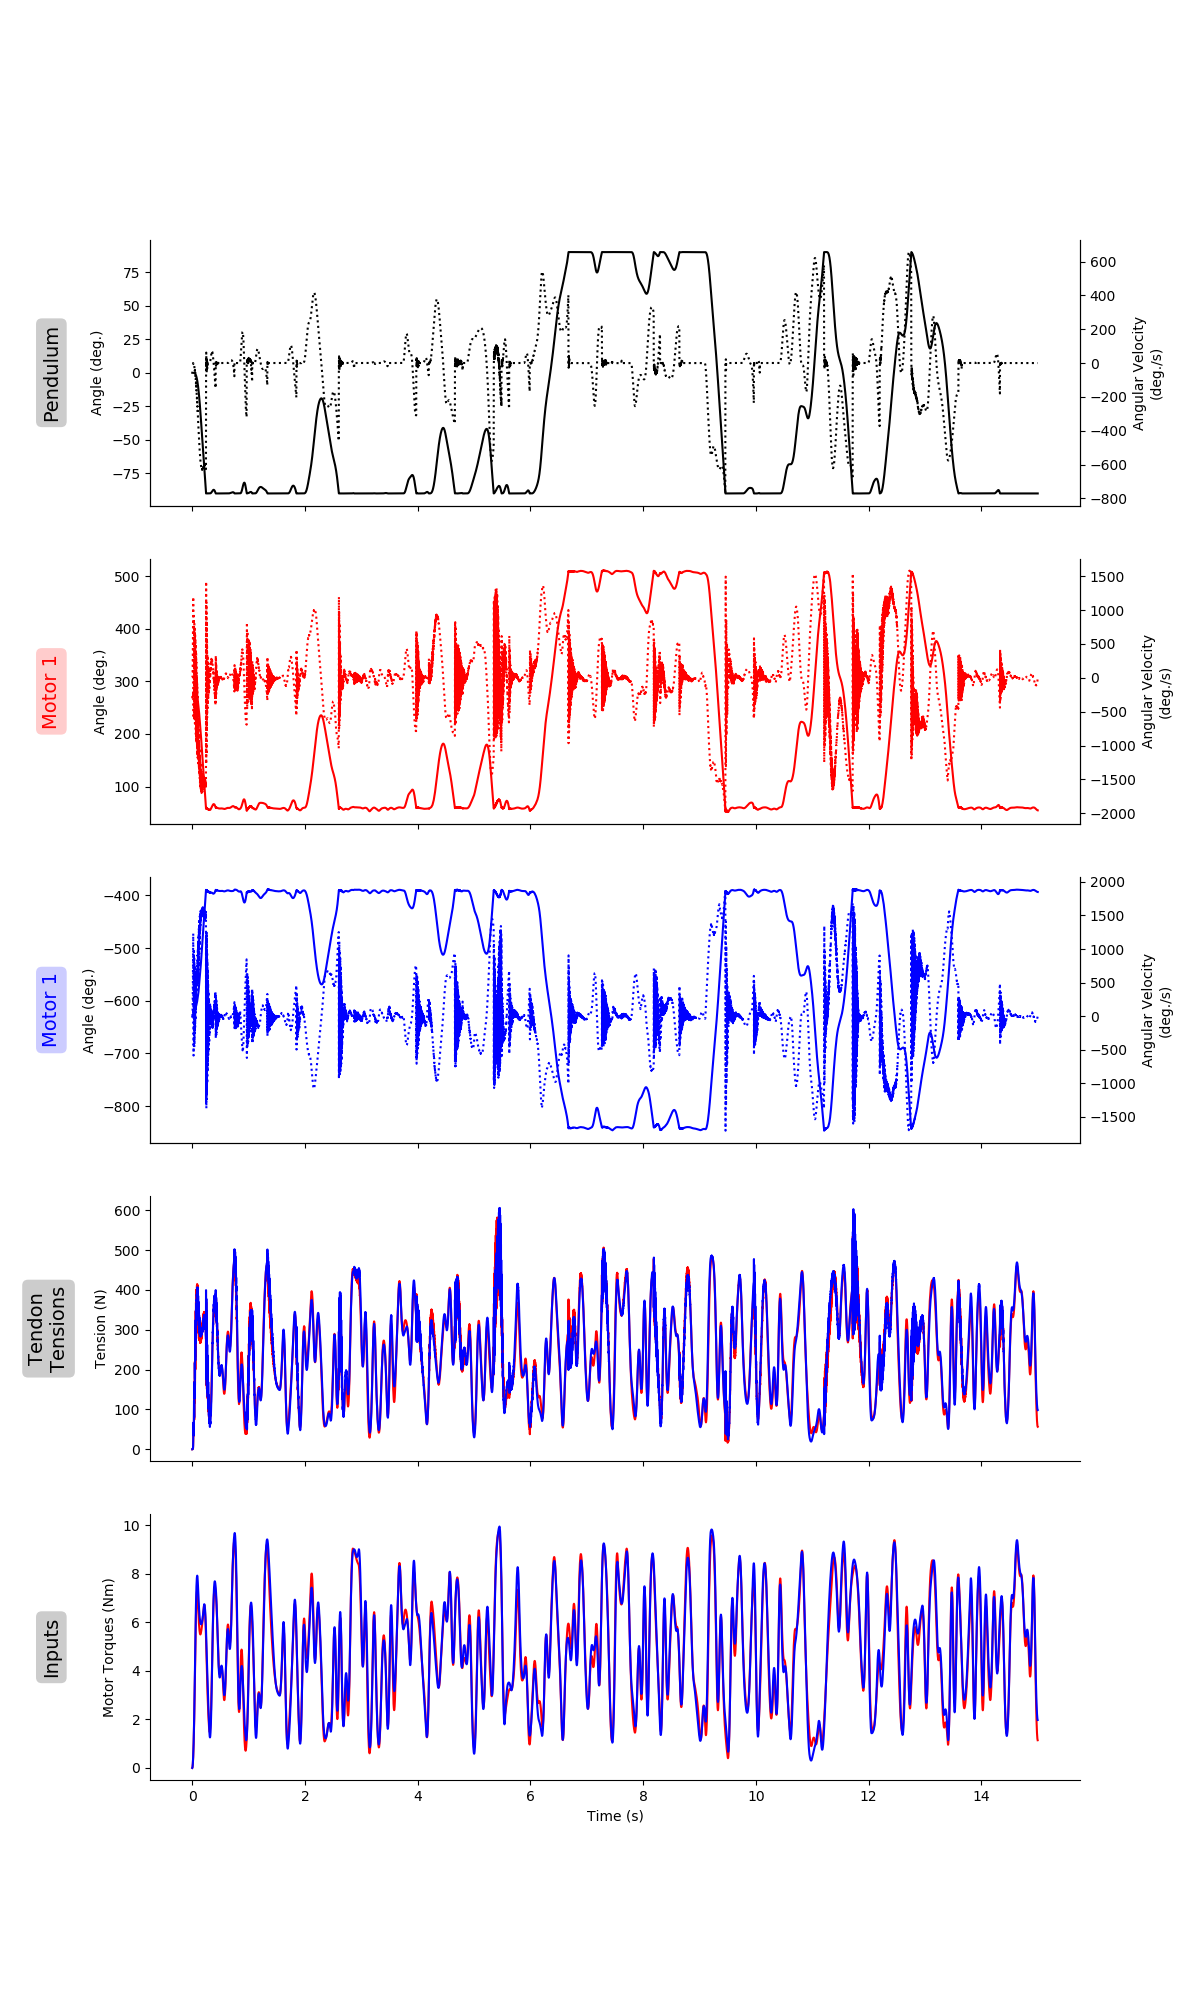 Pendulum
Angle (deg.)
75
50
25
0
−25
−50
−75
600
400
200
0
−200
−400
−600
−800
Angular Velocity
(deg./s)
Motor 1
Angle (deg.)
500
400
300
200
100
1500
1000
500
0
−500
−1000
−1500
−2000
Angular Velocity
(deg./s)
Motor 1
Angle (deg.)
−400
−500
−600
−700
−800
2000
1500
1000
500
0
−500
−1000
−1500
Angular Velocity
(deg./s)
Tendon
Tensions
Tension (N)
600
500
400
300
200
100
0
Inputs
Motor Torques (Nm)
10
8
6
4
2
0
0 2 4 6 8 10 12 14
Time (s)